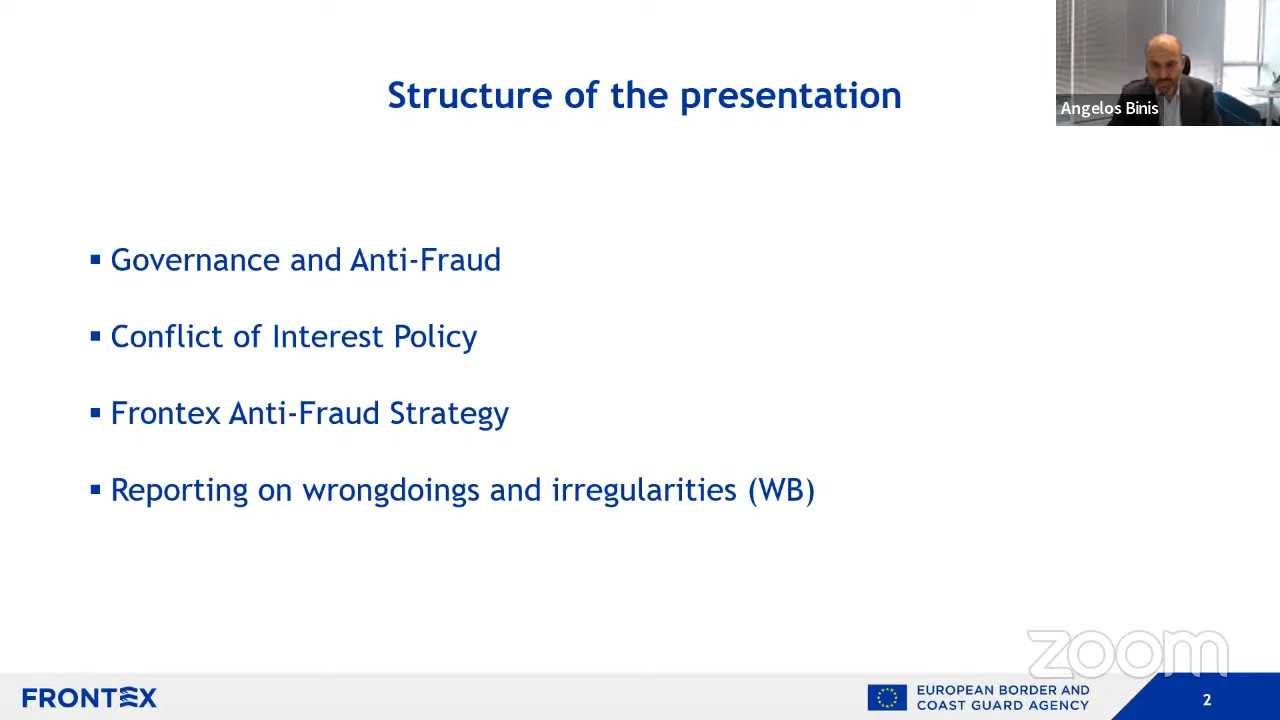 Structure of the presentation
Angelos Binis
▪ Governance and Anti-Fraud
▪ Conflict of Interest Policy
▪ Frontex Anti-Fraud Strategy
▪ Reporting on wrongdoings and irregularities (WB)
zoom
FRONTEX
EUROPEAN BORDER AND
COAST GUARD AGENCY
2